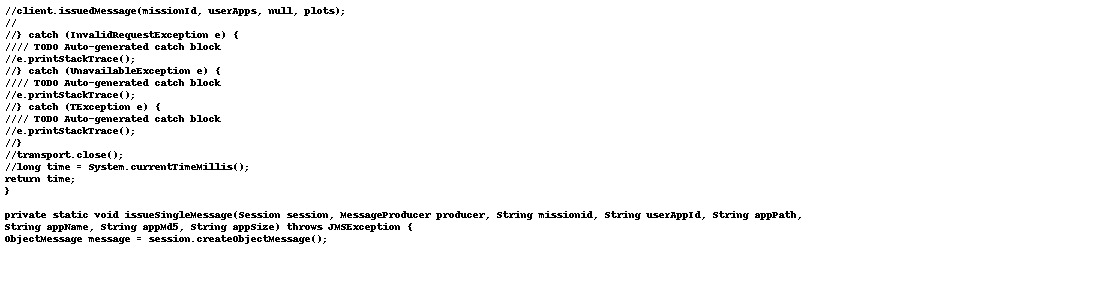 //client.issuedMessage(missionId, userApps, null, plots);
//
//} catch (InvalidRequestException e) {
//// TODO Auto-generated catch block
//e.printStackTrace();
//} catch (UnavailableException e) {
//// TODO Auto-generated catch block
//e.printStackTrace();
//} catch (TException e) {
//// TODO Auto-generated catch block
//e.printStackTrace();
//}
//transport.close();
//long time = System.currentTimeMillis();
return time;
}
private static void issueSingleMessage(Session session, MessageProducer producer, String missionid, String userAppId, String appPath,
String appName, String appMd5, String appSize) throws JMSException {
ObjectMessage message = session.createObjectMessage();